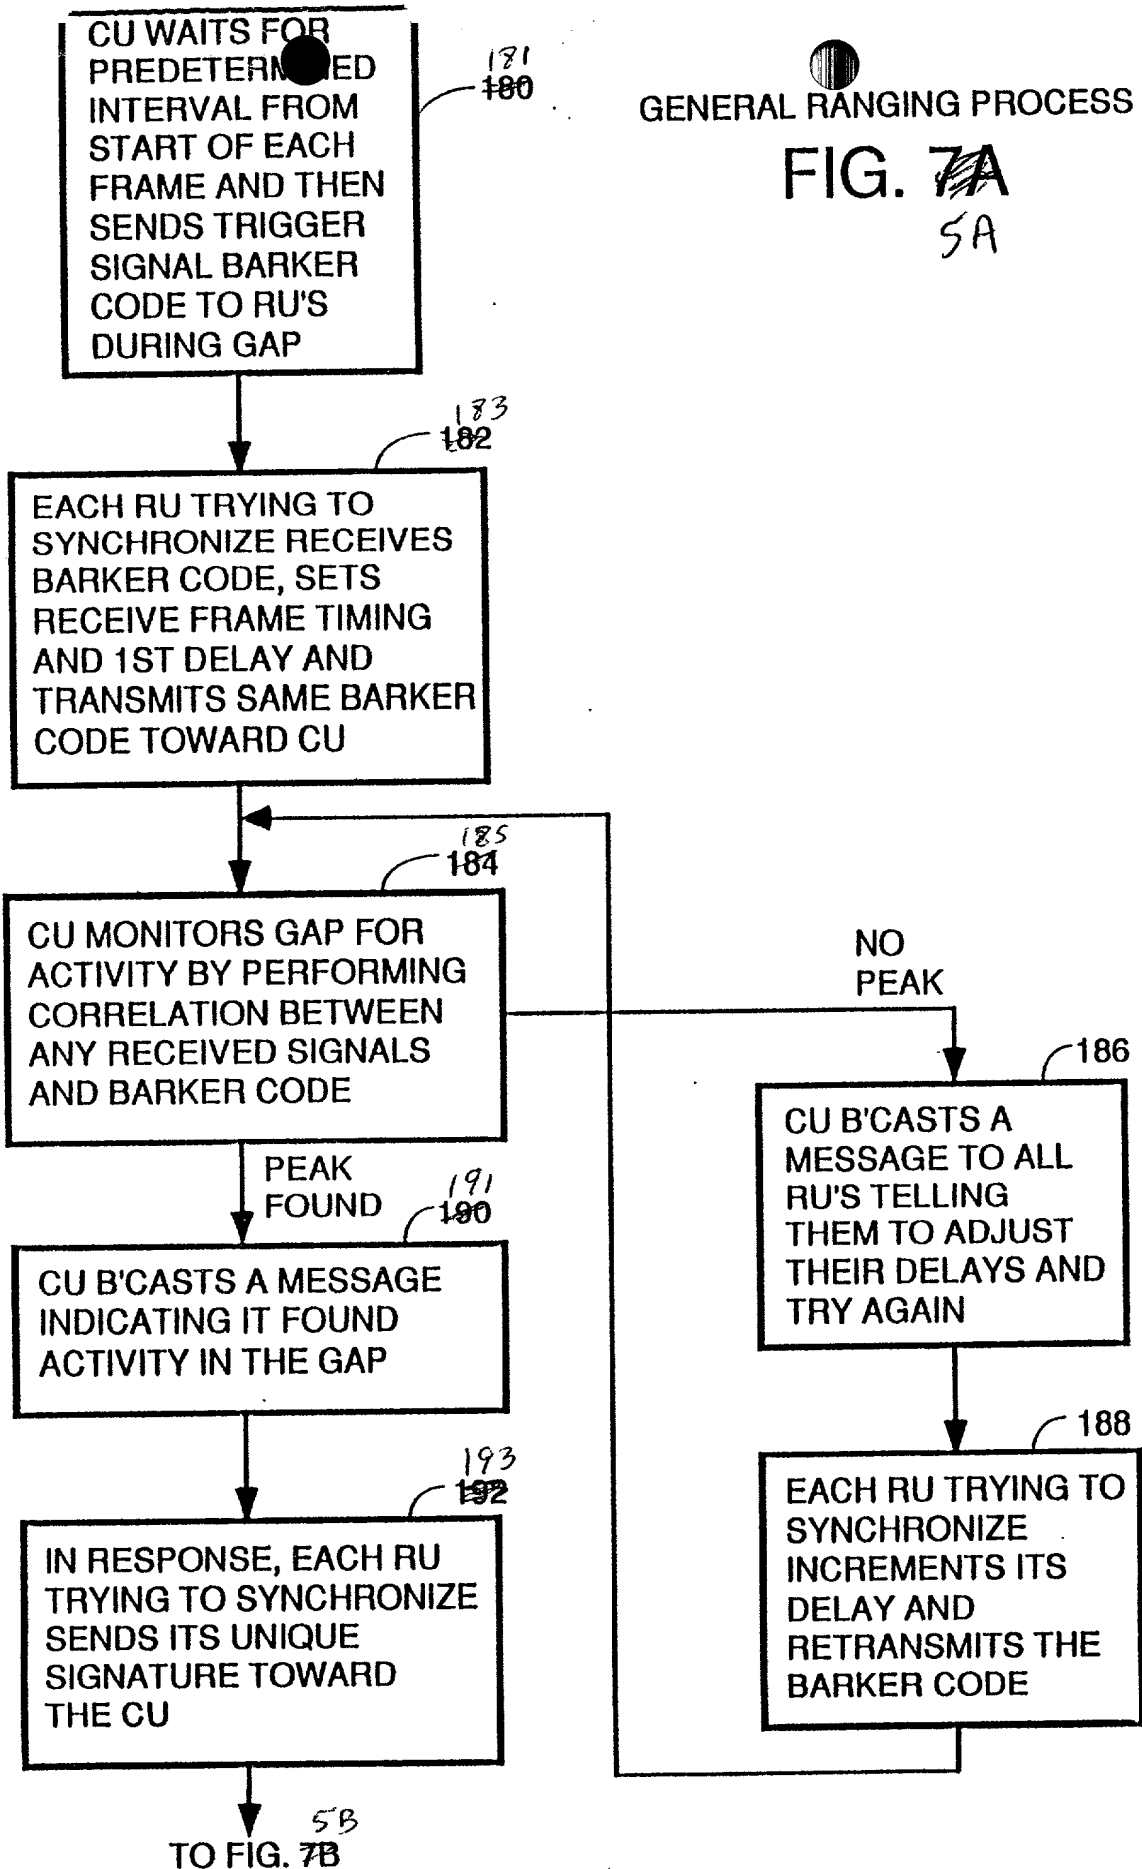 CU WAITS FOR
PREDETERMINED
INTERVAL FROM
START OF EACH
FRAME AND THEN
SENDS TRIGGER
SIGNAL BARKER
CODE TO RU'S
DURING GAP
181
180
GENERAL RANGING PROCESS
FIG. 7A
5A
183
182
EACH RU TRYING TO
SYNCHRONIZE RECEIVES
BARKER CODE, SETS
RECEIVE FRAME TIMING
AND 1ST DELAY AND
TRANSMITS SAME BARKER
CODE TOWARD CU
185
184
CU MONITORS GAP FOR
ACTIVITY BY PERFORMING
CORRELATION BETWEEN
ANY RECEIVED SIGNALS
AND BARKER CODE
NO
PEAK
186
CU B'CASTS A
MESSAGE TO ALL
RU'S TELLING
THEM TO ADJUST
THEIR DELAYS AND
TRY AGAIN
PEAK
FOUND
191
190
CU B'CASTS A MESSAGE
INDICATING IT FOUND
ACTIVITY IN THE GAP
188
EACH RU TRYING TO
SYNCHRONIZE
INCREMENTS ITS
DELAY AND
RETRANSMITS THE
BARKER CODE
193
192
IN RESPONSE, EACH RU
TRYING TO SYNCHRONIZE
SENDS ITS UNIQUE
SIGNATURE TOWARD
THE CU
5B
TO FIG. 7B